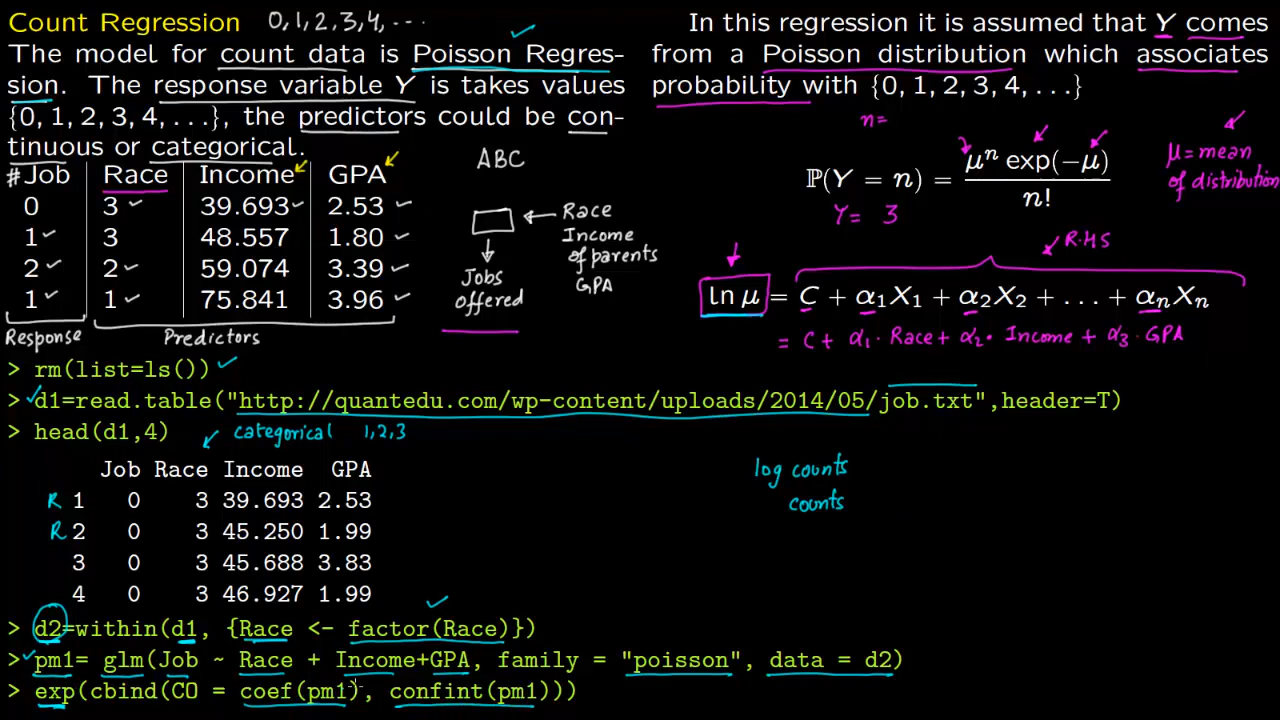 Count Regression 0,1,2,3,4,...
The model for count data is Poisson Regres-
sion. The response variable Y is takes values
{0, 1, 2, 3, 4, . . .}, the predictors could be con-
tinuous or categorical.
#Job Race Income GPA
0 3 39.693 2.53
1 3 48.557 1.80
2 2 59.074 3.39
1 1 75.841 3.96
Response Predictors
ABC
Race
Income
of parents
GPA
Jobs
offered
In this regression it is assumed that Y comes
from a Poisson distribution which associates
probability with {0, 1, 2, 3, 4, . . .}
n=
ℙ(Y = n) = μⁿ exp(−μ) / n!
Y= 3
μ=mean
of distribution
R.H.S
ln μ = C + α₁X₁ + α₂X₂ + . . . + αₙXₙ
= C+ α₁·Race+ α₂·Income + α₃·GPA
> rm(list=ls())
> d1=read.table("http://quantedu.com/wp-content/uploads/2014/05/job.txt",header=T)
> head(d1,4)
categorical 1,2,3
Job Race Income GPA
R 1 0 3 39.693 2.53
R 2 0 3 45.250 1.99
3 0 3 45.688 3.83
4 0 3 46.927 1.99
log counts
counts
> d2=within(d1, {Race <- factor(Race)})
> pm1= glm(Job ~ Race + Income+GPA, family = "poisson", data = d2)
> exp(cbind(CO = coef(pm1), confint(pm1)))